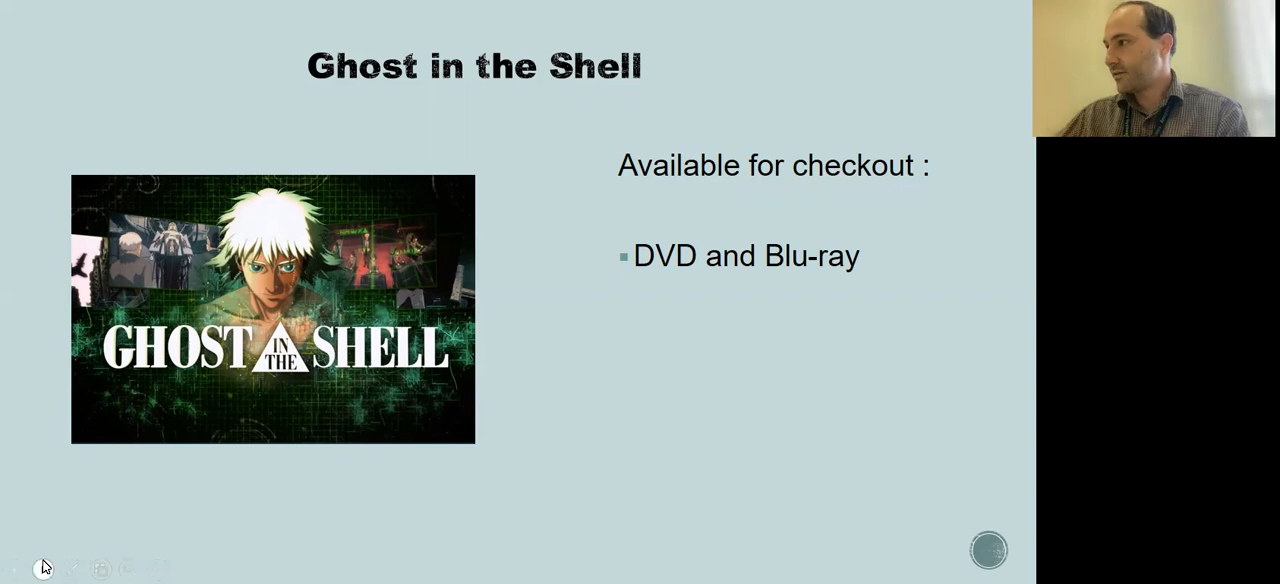 Ghost in the Shell
Available for checkout :
DVD and Blu-ray
GHOST IN THE SHELL